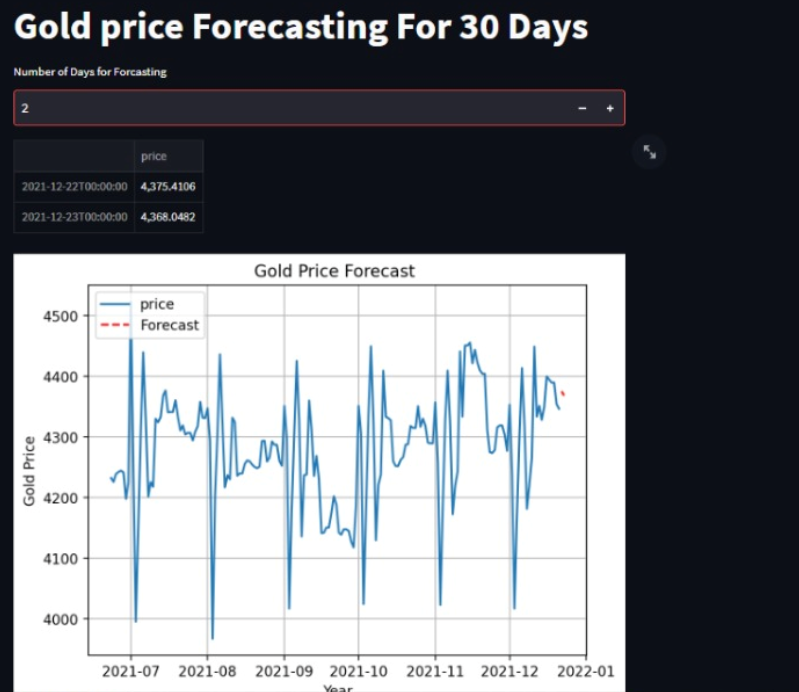 Gold price Forecasting For 30 Days
Number of Days for Forcasting
2 − +
price
2021-12-22T00:00:00 4,375.4106
2021-12-23T00:00:00 4,368.0482
Gold Price Forecast
price
Forecast
4500
4400
4300
4200
4100
4000
Gold Price
2021-07 2021-08 2021-09 2021-10 2021-11 2021-12 2022-01
Year